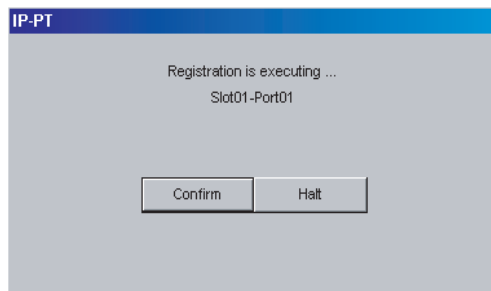 IP-PT
Registration is executing ...
Slot01-Port01
Confirm
Halt